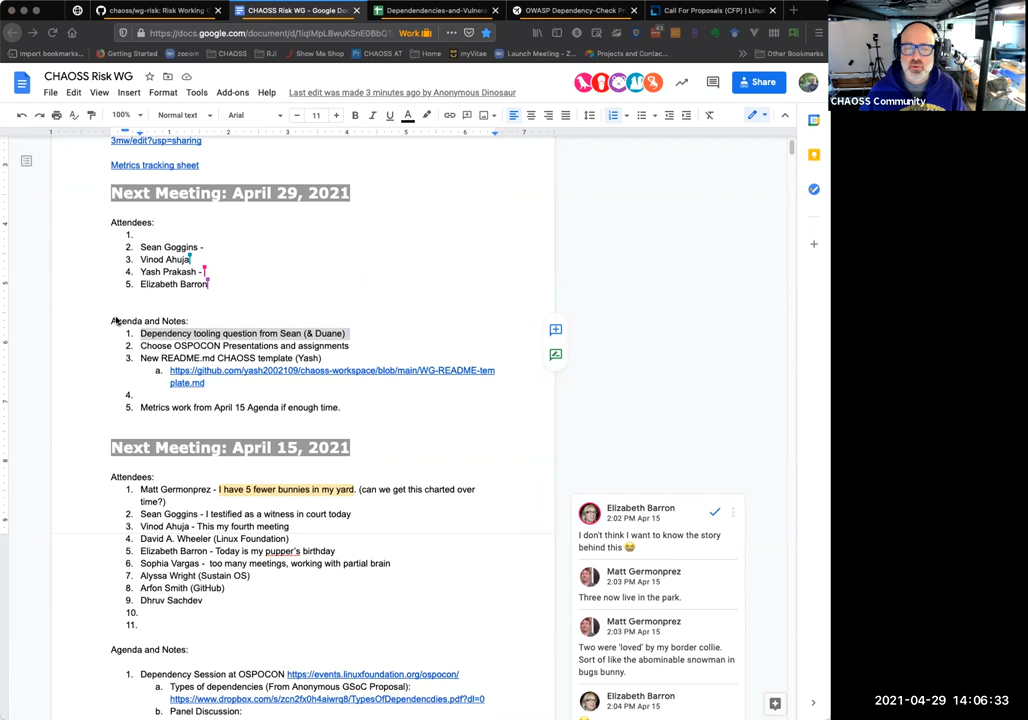 chaoss/wg-risk: Risk Working G
CHAOSS Risk WG - Google Doc
Dependendencies-and-Vulnera
OWASP Dependency-Check Pr
Call For Proposals (CFP) | Linux
https://docs.google.com/document/d/1iqIMpLBwuKSnE0BbQT
Work
Import bookmarks...
Getting Started
zoom
CHAOSS
RJI
Show Me Shop
CHAOSS AT
Home
myVitae
Launch Meeting - Z...
Projects and Contac...
Other Bookmarks
CHAOSS Risk WG
File Edit View Insert Format Tools Add-ons Help
Last edit was made 3 minutes ago by Anonymous Dinosaur
Share
CHAOSS Community
100%
Normal text
Arial
11
3mw/edit?usp=sharing
Metrics tracking sheet
Next Meeting: April 29, 2021
Attendees:
1.
2. Sean Goggins -
3. Vinod Ahuja
4. Yash Prakash -
5. Elizabeth Barron
Agenda and Notes:
1. Dependency tooling question from Sean (& Duane)
2. Choose OSPOCON Presentations and assignments
3. New README.md CHAOSS template (Yash)
a. https://github.com/yash2002109/chaoss-workspace/blob/main/WG-README-tem
plate.md
4.
5. Metrics work from April 15 Agenda if enough time.
Next Meeting: April 15, 2021
Attendees:
1. Matt Germonprez - I have 5 fewer bunnies in my yard. (can we get this charted over
time?)
2. Sean Goggins - I testified as a witness in court today
3. Vinod Ahuja - This my fourth meeting
4. David A. Wheeler (Linux Foundation)
5. Elizabeth Barron - Today is my pupper's birthday
6. Sophia Vargas - too many meetings, working with partial brain
7. Alyssa Wright (Sustain OS)
8. Arfon Smith (GitHub)
9. Dhruv Sachdev
10.
11.
Agenda and Notes:
1. Dependency Session at OSPOCON https://events.linuxfoundation.org/ospocon/
a. Types of dependencies (From Anonymous GSoC Proposal):
https://www.dropbox.com/s/zcn2fx0h4aiwrq8/TypesOfDependencdies.pdf?dl=0
b. Panel Discussion:
Elizabeth Barron
2:02 PM Apr 15
I don't think I want to know the story
behind this 😂
Matt Germonprez
2:03 PM Apr 15
Three now live in the park.
Matt Germonprez
2:03 PM Apr 15
Two were 'loved' by my border collie.
Sort of like the abominable snowman in
bugs bunny.
Elizabeth Barron
2:04 PM Apr 15
2021-04-29 14:06:33